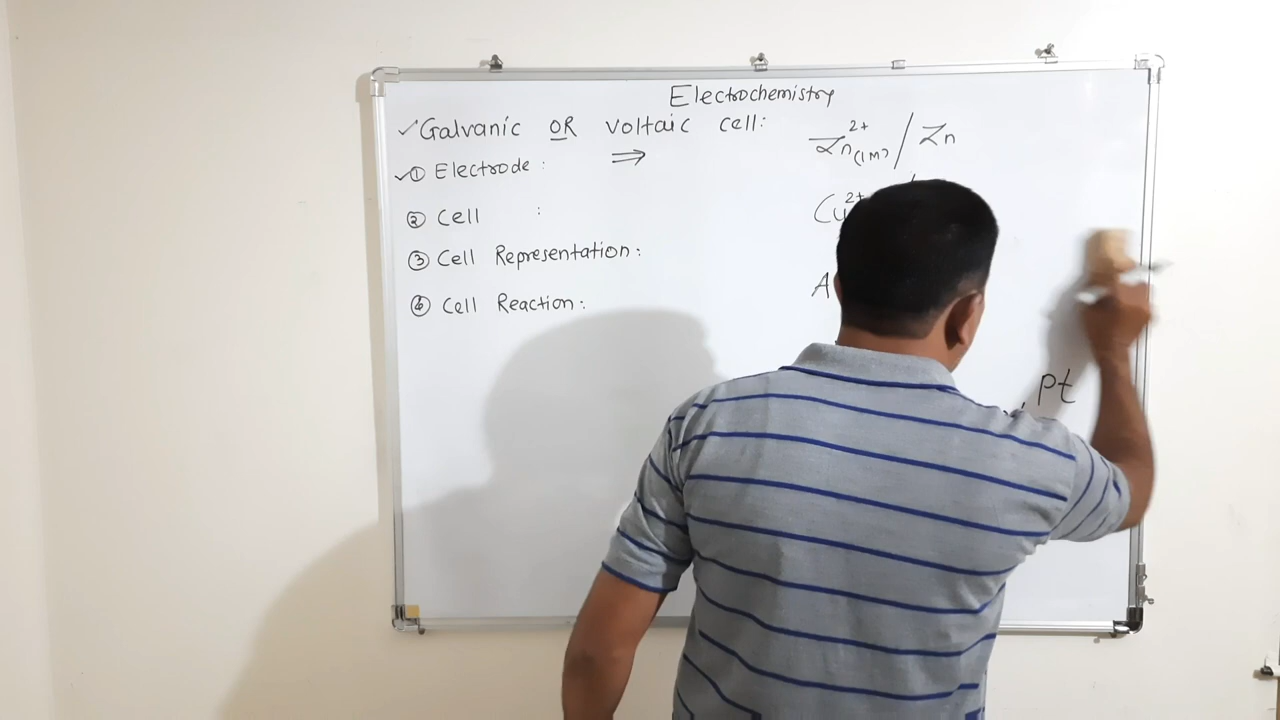 Electrochemistry
✓Galvanic OR Voltaic cell:
⇒
✓① Electrode :
② Cell :
③ Cell Representation:
④ Cell Reaction:
Zn²⁺(1M) / Zn
Cu²⁺
A
Pt